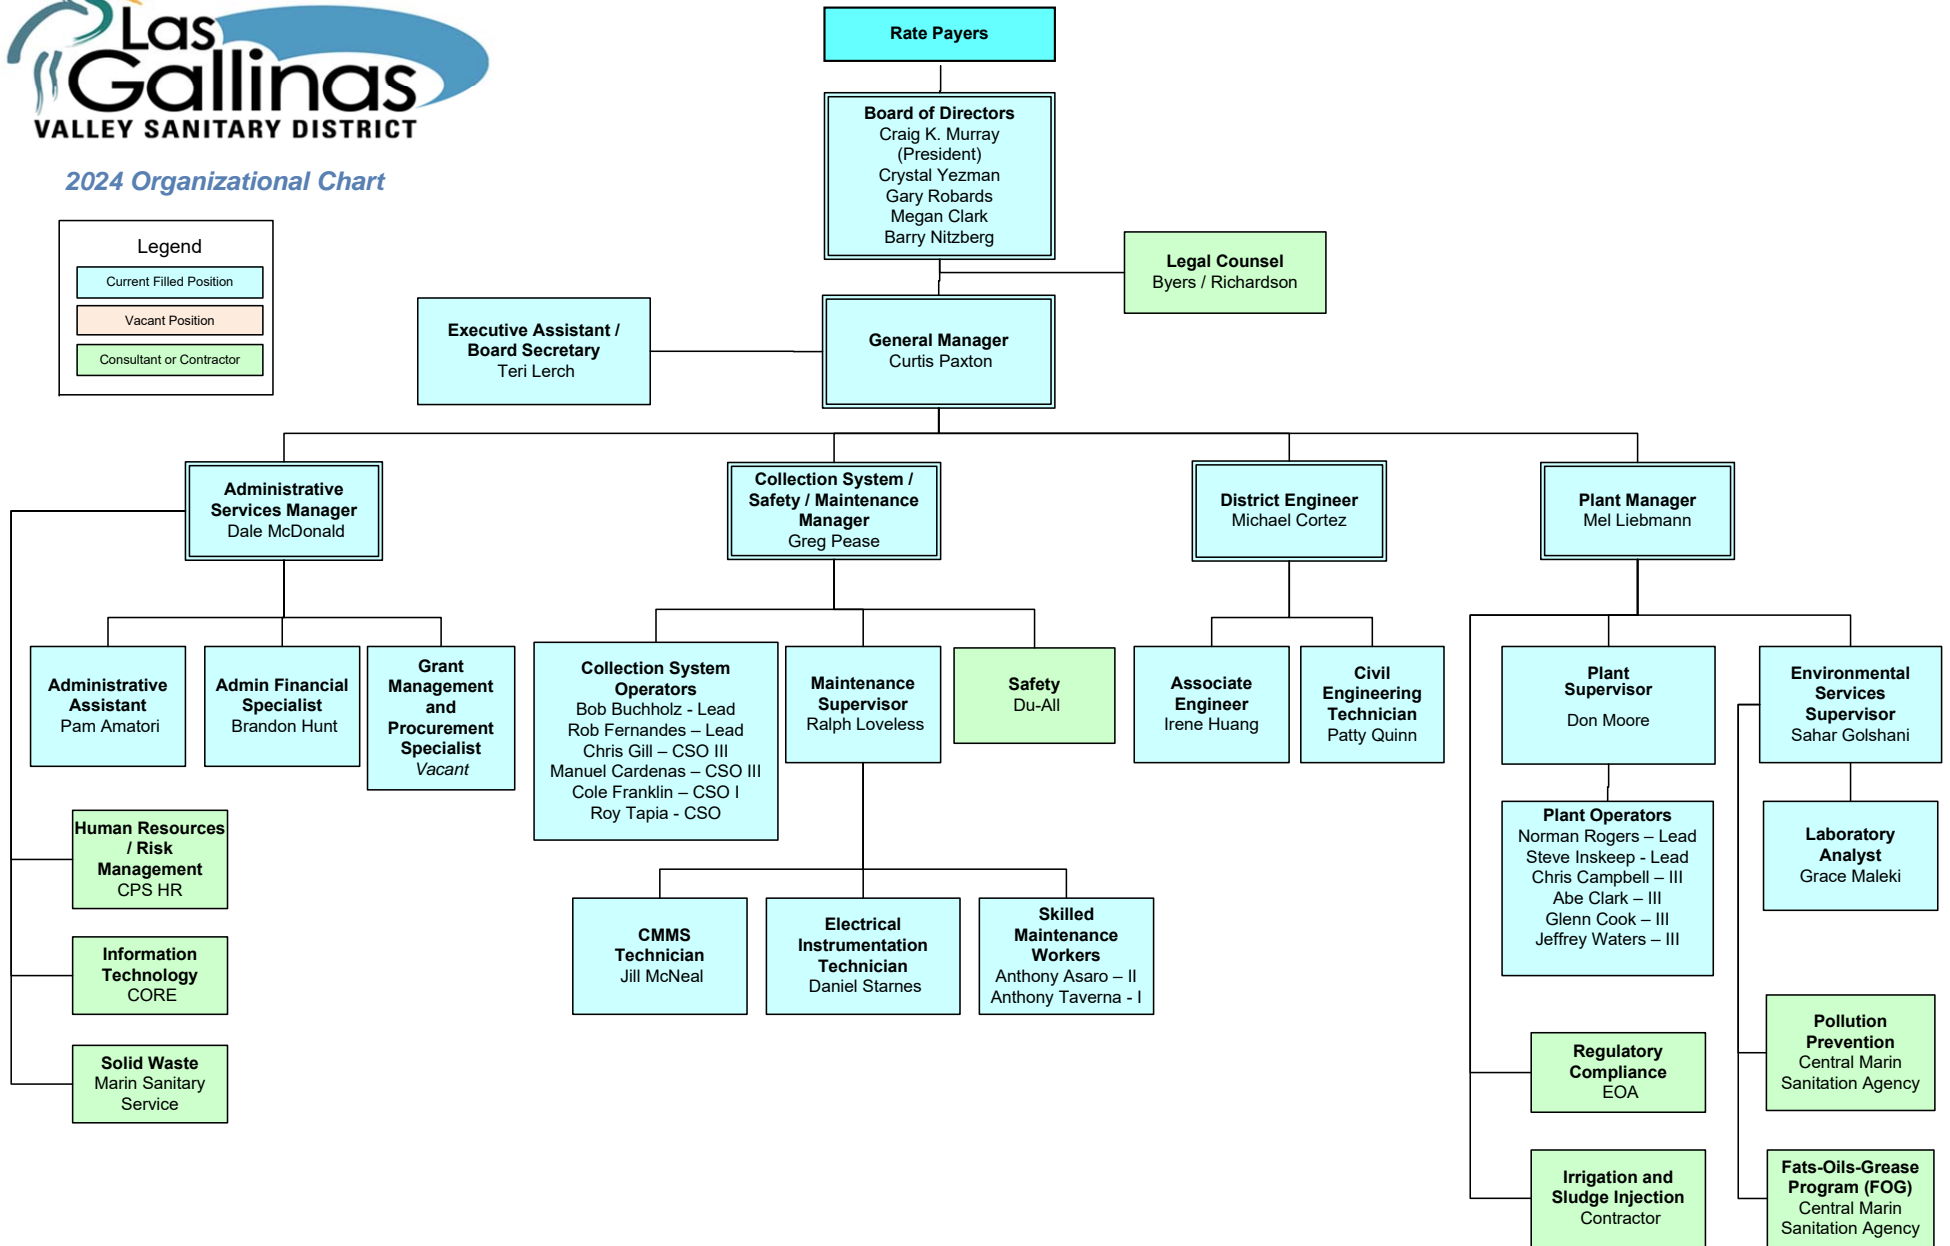 Las
Gallinas
VALLEY SANITARY DISTRICT
2024 Organizational Chart
Legend
Current Filled Position
Vacant Position
Consultant or Contractor
Rate Payers
Board of Directors
Craig K. Murray
(President)
Crystal Yezman
Gary Robards
Megan Clark
Barry Nitzberg
Legal Counsel
Byers / Richardson
Executive Assistant /
Board Secretary
Teri Lerch
General Manager
Curtis Paxton
Administrative
Services Manager
Dale McDonald
Collection System /
Safety / Maintenance
Manager
Greg Pease
District Engineer
Michael Cortez
Plant Manager
Mel Liebmann
Administrative
Assistant
Pam Amatori
Admin Financial
Specialist
Brandon Hunt
Grant
Management
and
Procurement
Specialist
Vacant
Collection System
Operators
Bob Buchholz - Lead
Rob Fernandes – Lead
Chris Gill – CSO III
Manuel Cardenas – CSO III
Cole Franklin – CSO I
Roy Tapia - CSO
Maintenance
Supervisor
Ralph Loveless
Safety
Du-All
Associate
Engineer
Irene Huang
Civil
Engineering
Technician
Patty Quinn
Plant
Supervisor
Don Moore
Environmental
Services
Supervisor
Sahar Golshani
Human Resources
/ Risk
Management
CPS HR
Information
Technology
CORE
Solid Waste
Marin Sanitary
Service
CMMS
Technician
Jill McNeal
Electrical
Instrumentation
Technician
Daniel Starnes
Skilled
Maintenance
Workers
Anthony Asaro – II
Anthony Taverna - I
Plant Operators
Norman Rogers – Lead
Steve Inskeep - Lead
Chris Campbell – III
Abe Clark – III
Glenn Cook – III
Jeffrey Waters – III
Laboratory
Analyst
Grace Maleki
Regulatory
Compliance
EOA
Pollution
Prevention
Central Marin
Sanitation Agency
Irrigation and
Sludge Injection
Contractor
Fats-Oils-Grease
Program (FOG)
Central Marin
Sanitation Agency